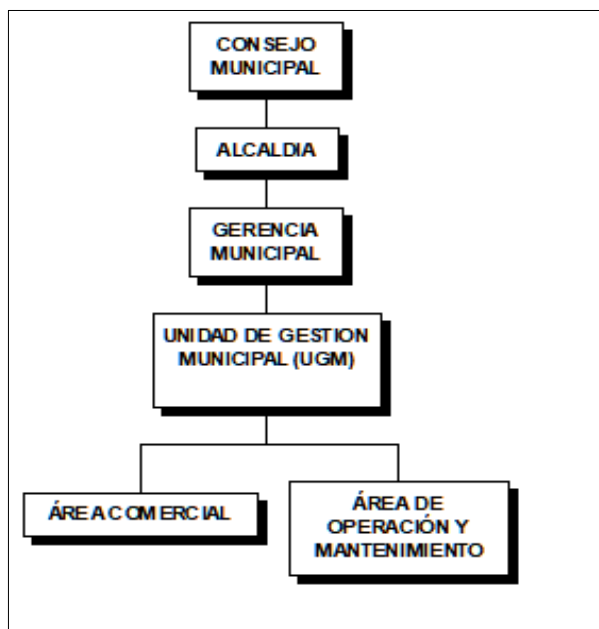 CONSEJO
MUNICIPAL
ALCALDIA
GERENCIA
MUNICIPAL
UNIDAD DE GESTION
MUNICIPAL (UGM)
ÁREA COMERCIAL
ÁREA DE
OPERACIÓN Y
MANTENIMIENTO